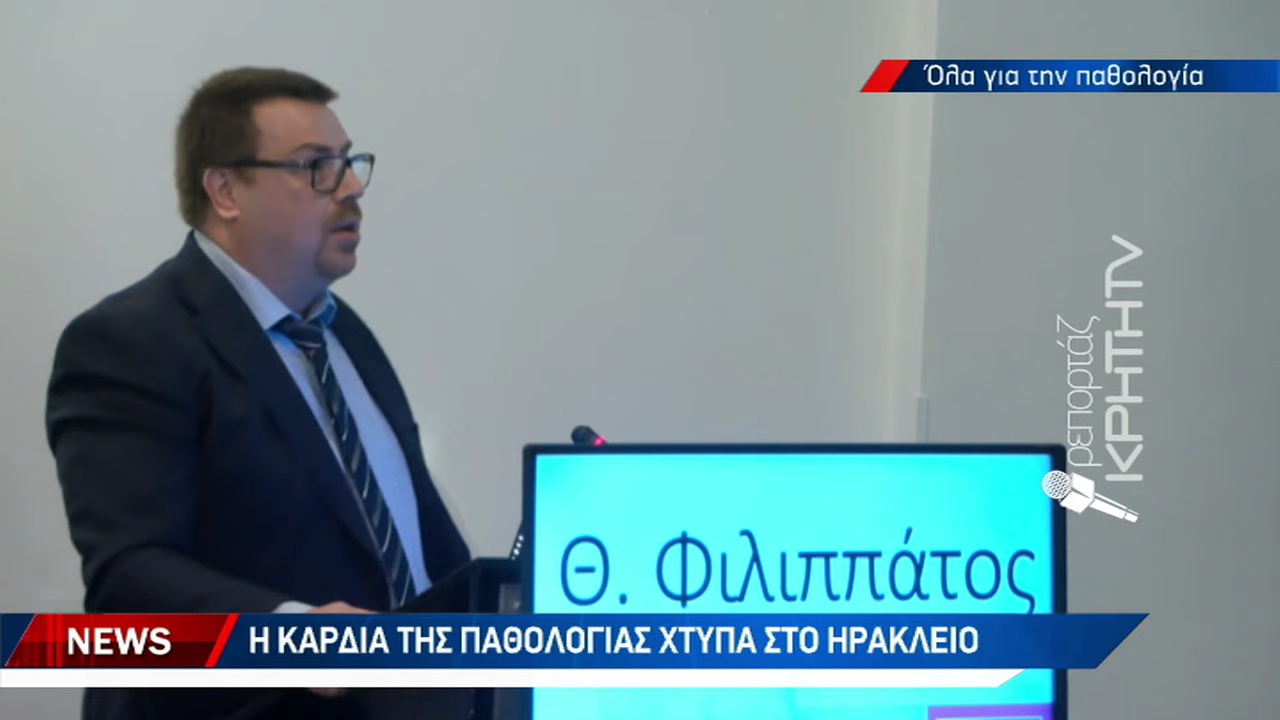 Όλα για την παθολογία
ρεπορτάζ
ΚΡΗΤΗTV
Θ. Φιλιππάτος
NEWS
Η ΚΑΡΔΙΑ ΤΗΣ ΠΑΘΟΛΟΓΙΑΣ ΧΤΥΠΑ ΣΤΟ ΗΡΑΚΛΕΙΟ